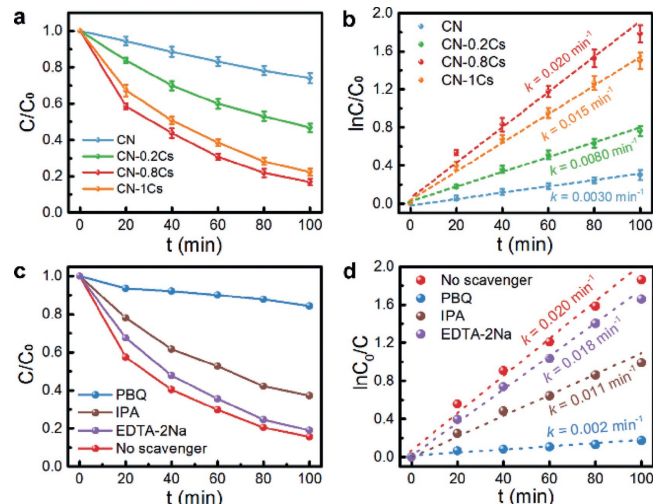 a
C/C₀
1.0
0.8
0.6
0.4
0.2
0.0
CN
CN-0.2Cs
CN-0.8Cs
CN-1Cs
0 20 40 60 80 100
t (min)
b
lnC/C₀
2.0
1.6
1.2
0.8
0.4
0.0
CN
CN-0.2Cs
CN-0.8Cs
CN-1Cs
k = 0.020 min⁻¹
k = 0.015 min⁻¹
k = 0.0080 min⁻¹
k = 0.0030 min⁻¹
0 20 40 60 80 100
t (min)
c
C/C₀
1.0
0.8
0.6
0.4
0.2
0.0
PBQ
IPA
EDTA-2Na
No scavenger
0 20 40 60 80 100
t (min)
d
lnC₀/C
2.0
1.6
1.2
0.8
0.4
0.0
No scavenger
PBQ
IPA
EDTA-2Na
k = 0.020 min⁻¹
k = 0.018 min⁻¹
k = 0.011 min⁻¹
k = 0.002 min⁻¹
0 20 40 60 80 100
t (min)